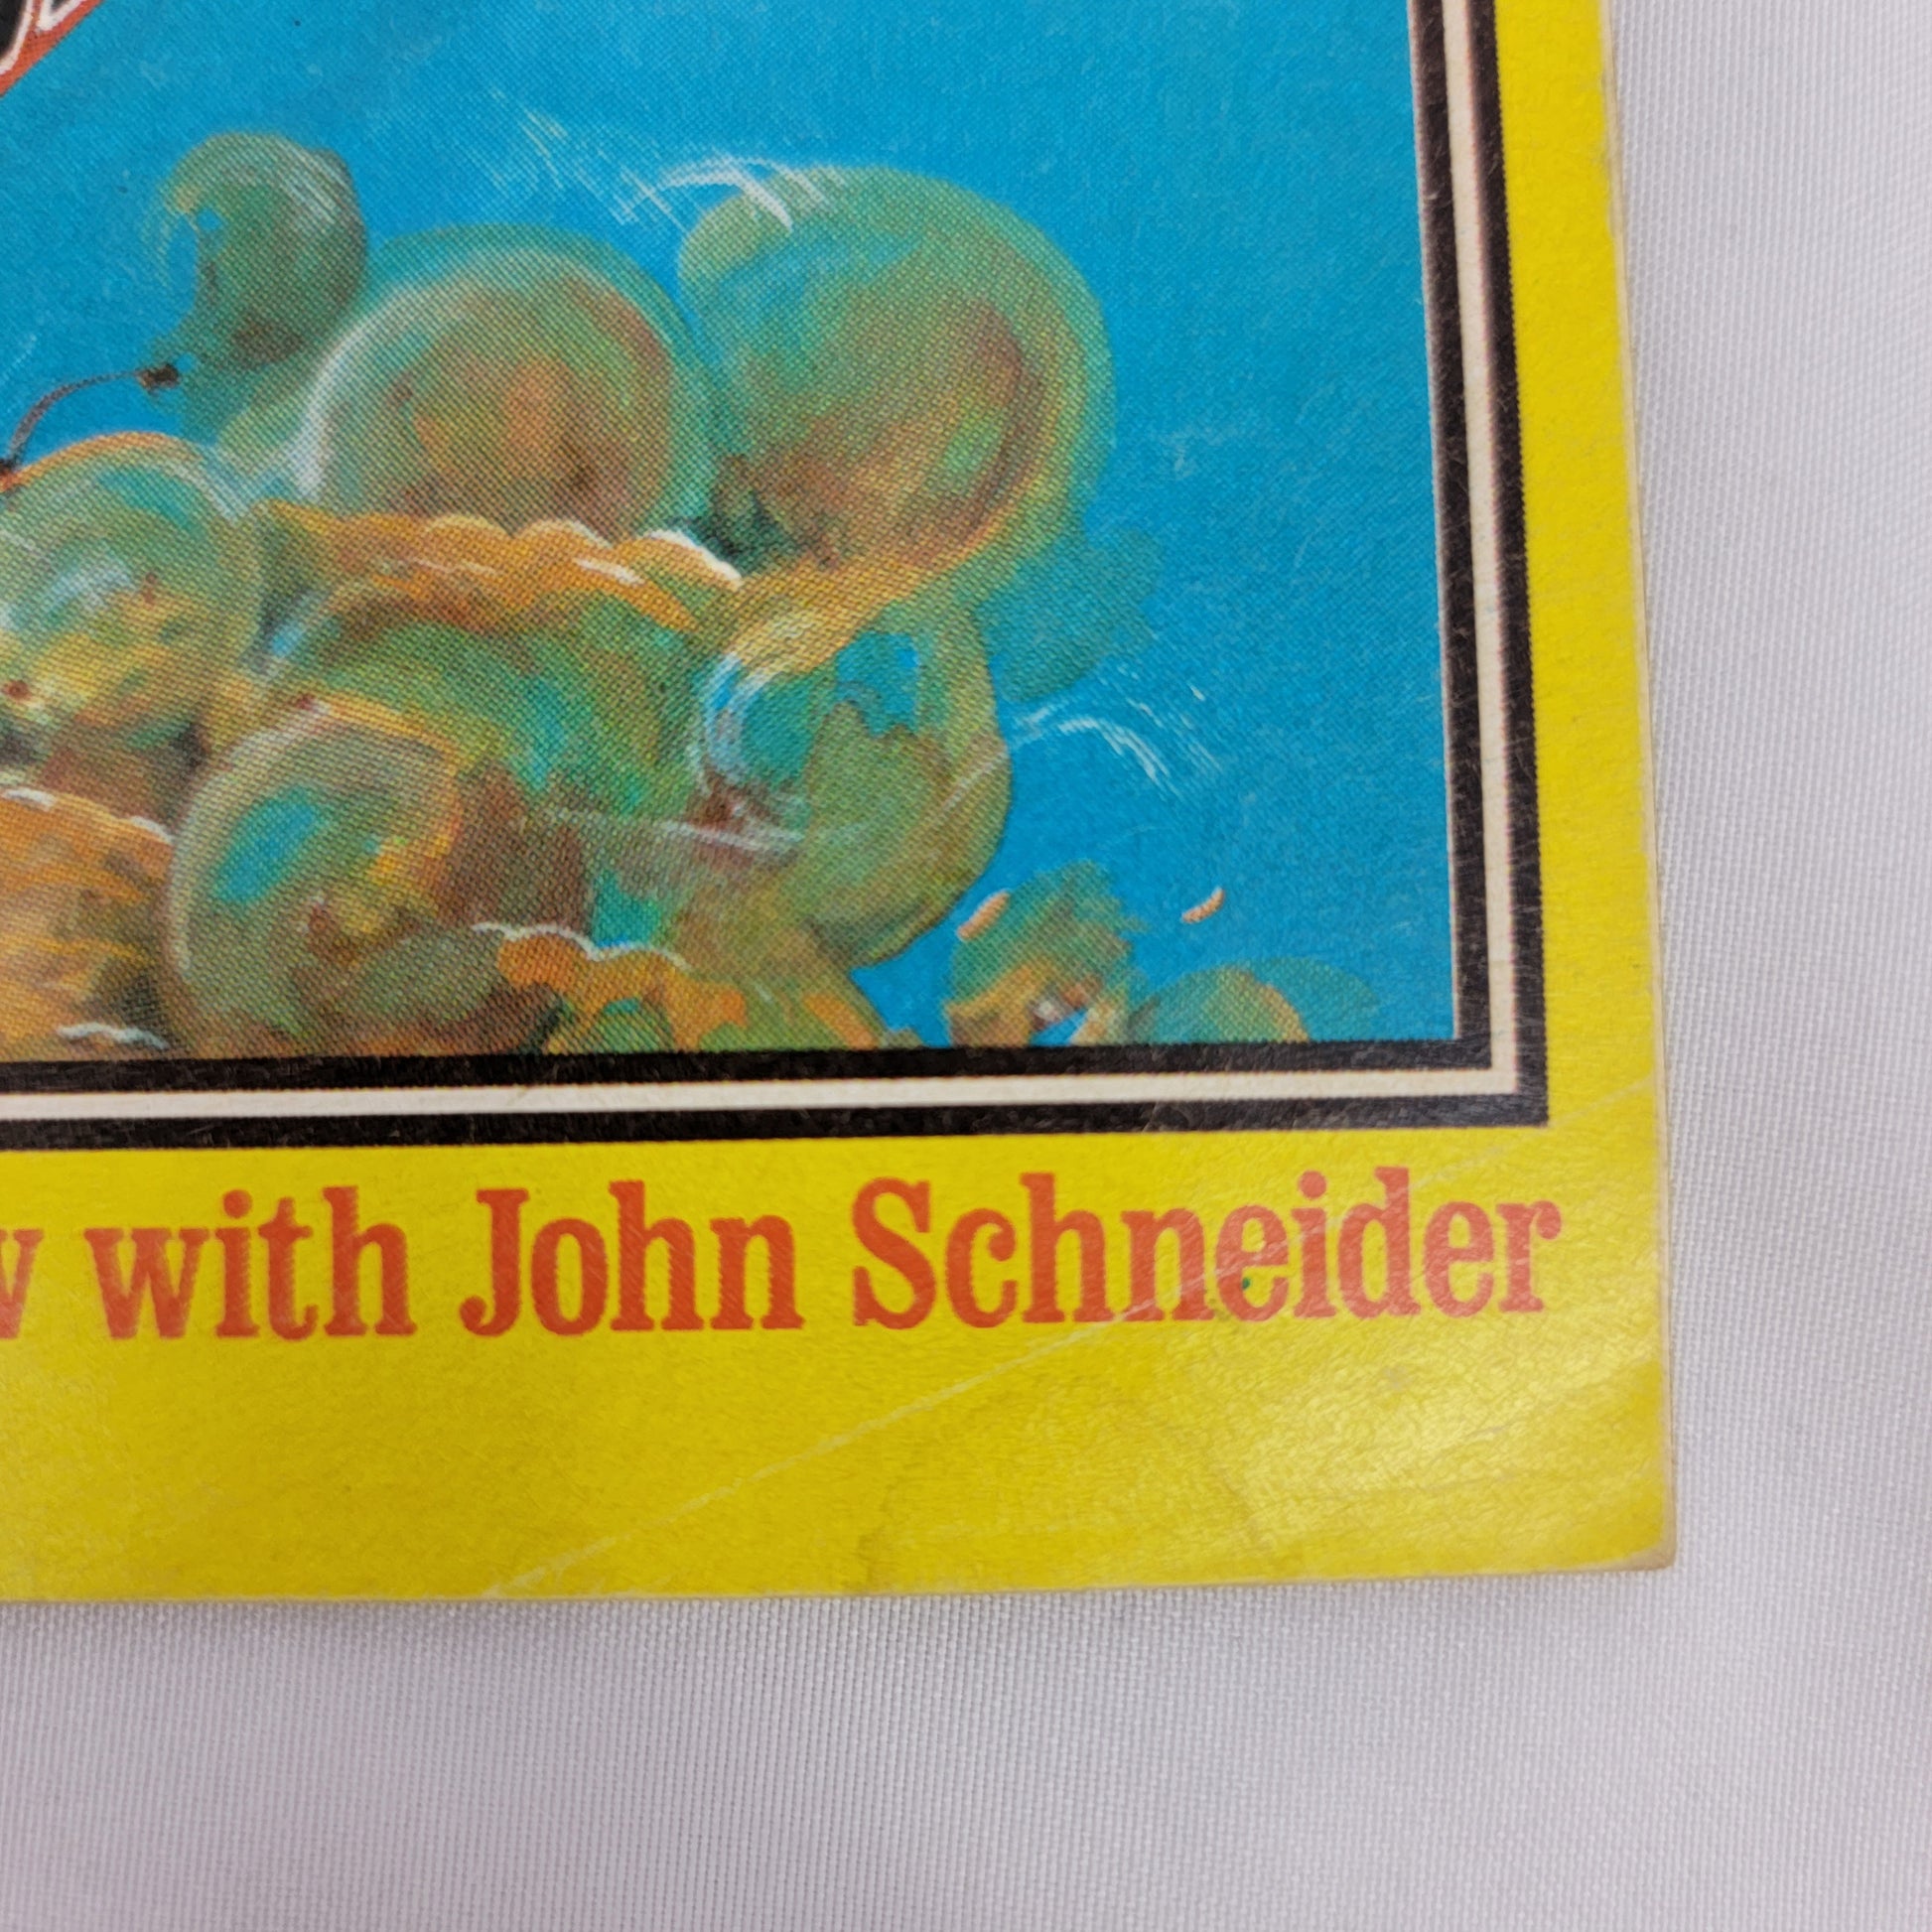 with John Schneider